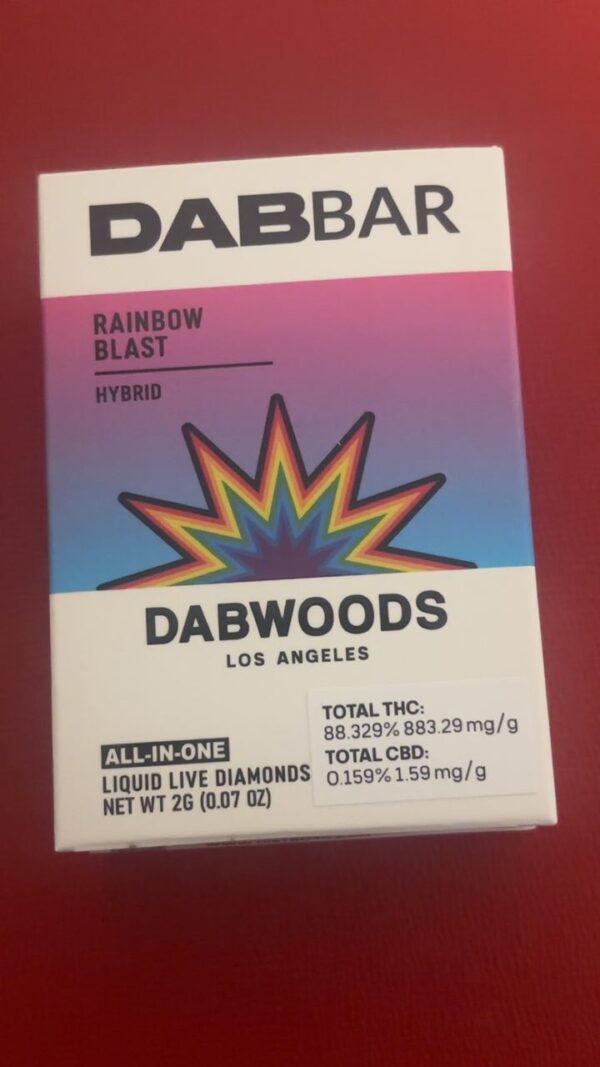 DABBAR
RAINBOW
BLAST
HYBRID
DABWOODS
LOS ANGELES
TOTAL THC:
88.329% 883.29 mg/g
TOTAL CBD:
0.159% 1.59 mg/g
ALL-IN-ONE
LIQUID LIVE DIAMONDS
NET WT 2G (0.07 OZ)